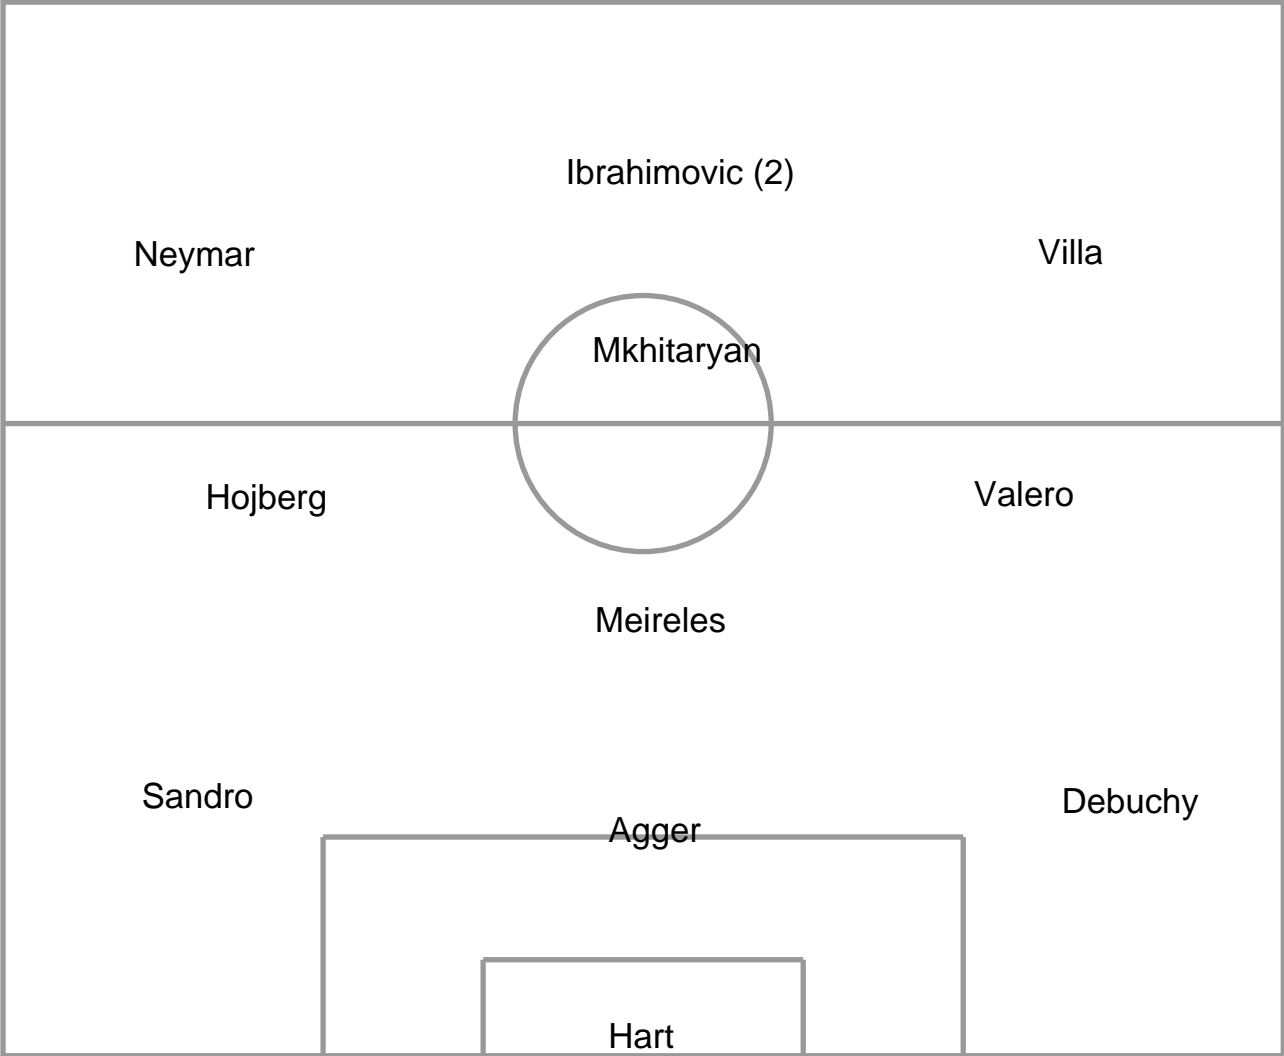 Ibrahimovic (2)
Neymar
Villa
Mkhitaryan
Hojberg
Valero
Meireles
Sandro
Debuchy
Agger
Hart